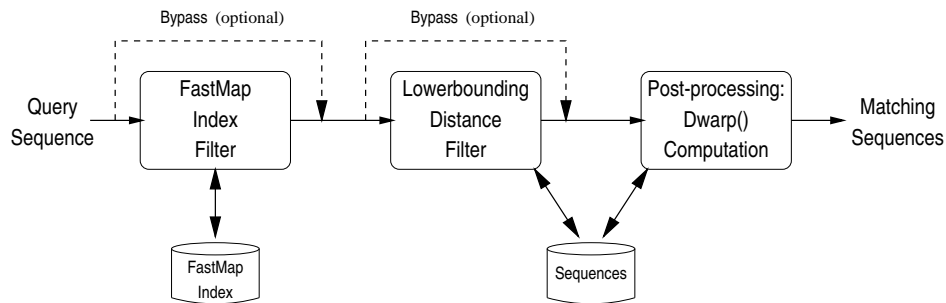 Bypass (optional)
Bypass (optional)
Query
Sequence
FastMap
Index
Filter
Lowerbounding
Distance
Filter
Post-processing:
Dwarp()
Computation
Matching
Sequences
FastMap
Index
Sequences